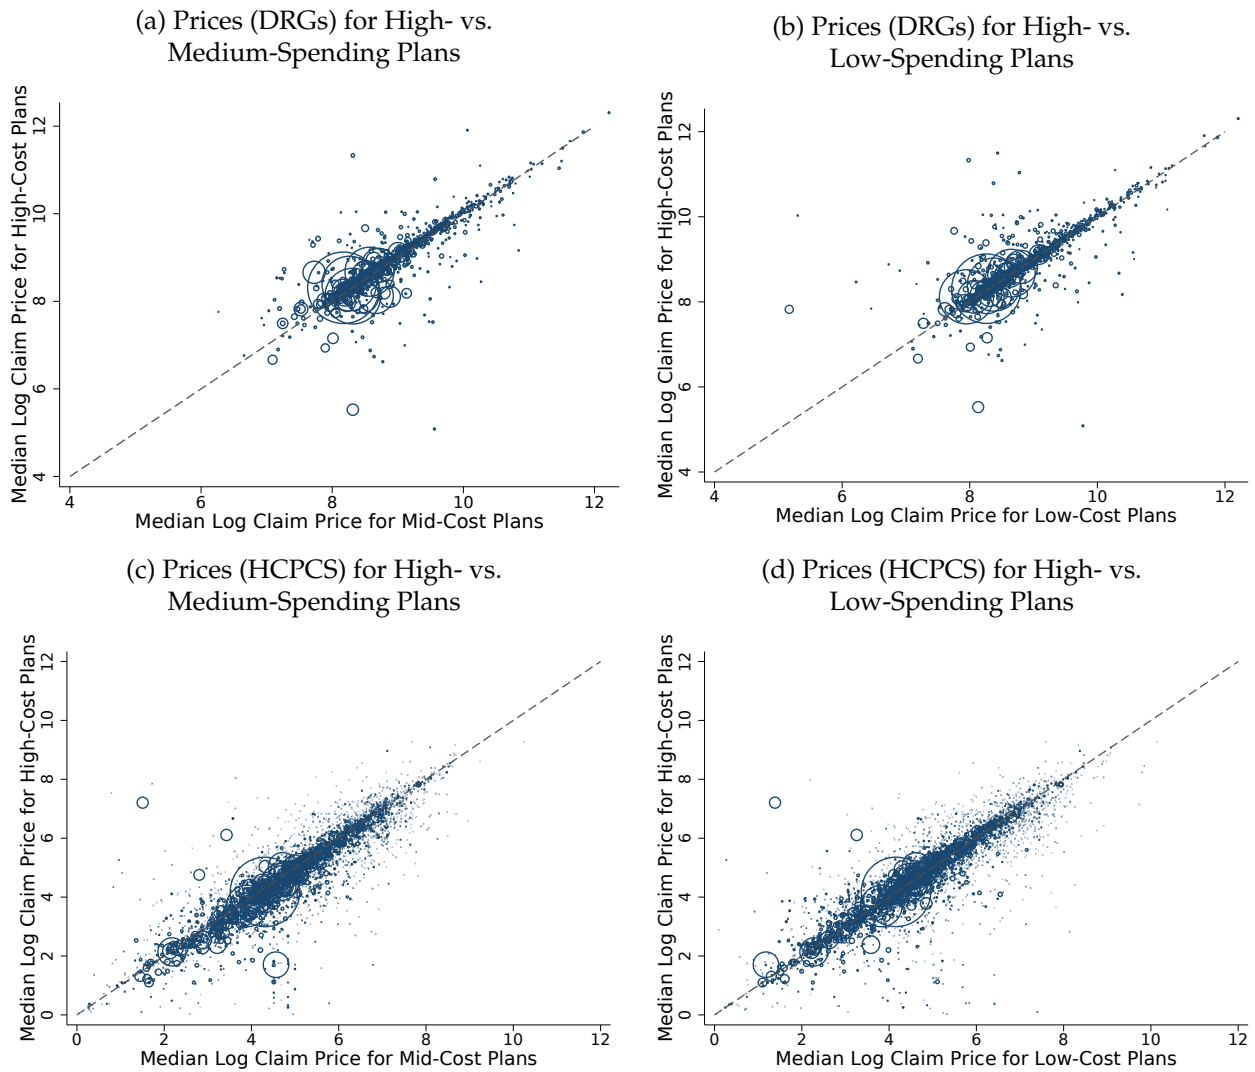 (a) Prices (DRGs) for High- vs.
Medium-Spending Plans
Median Log Claim Price for High-Cost Plans
12
10
8
6
4
4 6 8 10 12
Median Log Claim Price for Mid-Cost Plans
(b) Prices (DRGs) for High- vs.
Low-Spending Plans
Median Log Claim Price for High-Cost Plans
12
10
8
6
4
4 6 8 10 12
Median Log Claim Price for Low-Cost Plans
(c) Prices (HCPCS) for High- vs.
Medium-Spending Plans
Median Log Claim Price for High-Cost Plans
12
10
8
6
4
2
0
0 2 4 6 8 10 12
Median Log Claim Price for Mid-Cost Plans
(d) Prices (HCPCS) for High- vs.
Low-Spending Plans
Median Log Claim Price for High-Cost Plans
12
10
8
6
4
2
0
0 2 4 6 8 10 12
Median Log Claim Price for Low-Cost Plans